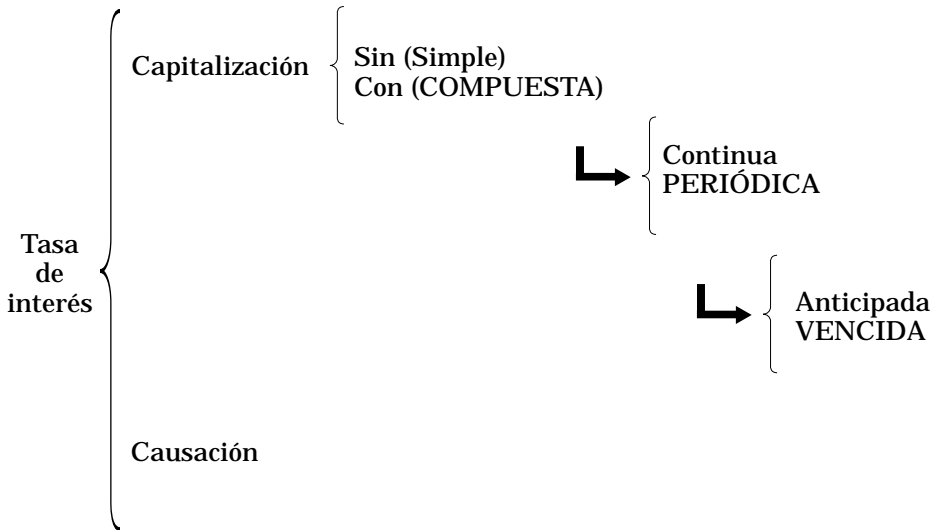 Capitalización
Sin (Simple)
Con (COMPUESTA)
Continua
PERIÓDICA
Tasa
de
interés
Anticipada
VENCIDA
Causación